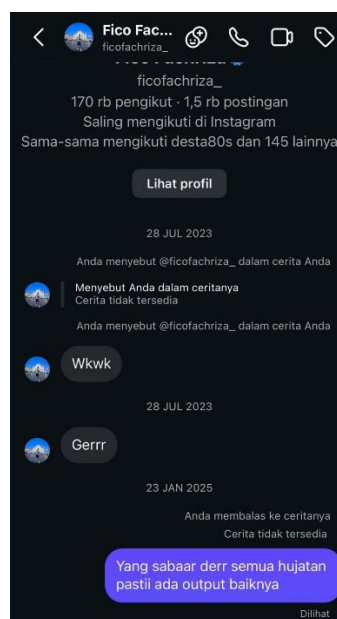 Fico Fac...
ficofachriza_
ficofachriza_
170 rb pengikut · 1,5 rb postingan
Saling mengikuti di Instagram
Sama-sama mengikuti desta80s dan 145 lainnya
Lihat profil
28 JUL 2023
Anda menyebut @ficofachriza_ dalam cerita Anda
Menyebut Anda dalam ceritanya
Cerita tidak tersedia
Anda menyebut @ficofachriza_ dalam cerita Anda
Wkwk
28 JUL 2023
Gerrr
23 JAN 2025
Anda membalas ke ceritanya
Cerita tidak tersedia
Yang sabaar derr semua hujatan
pastii ada output baiknya
Dilihat